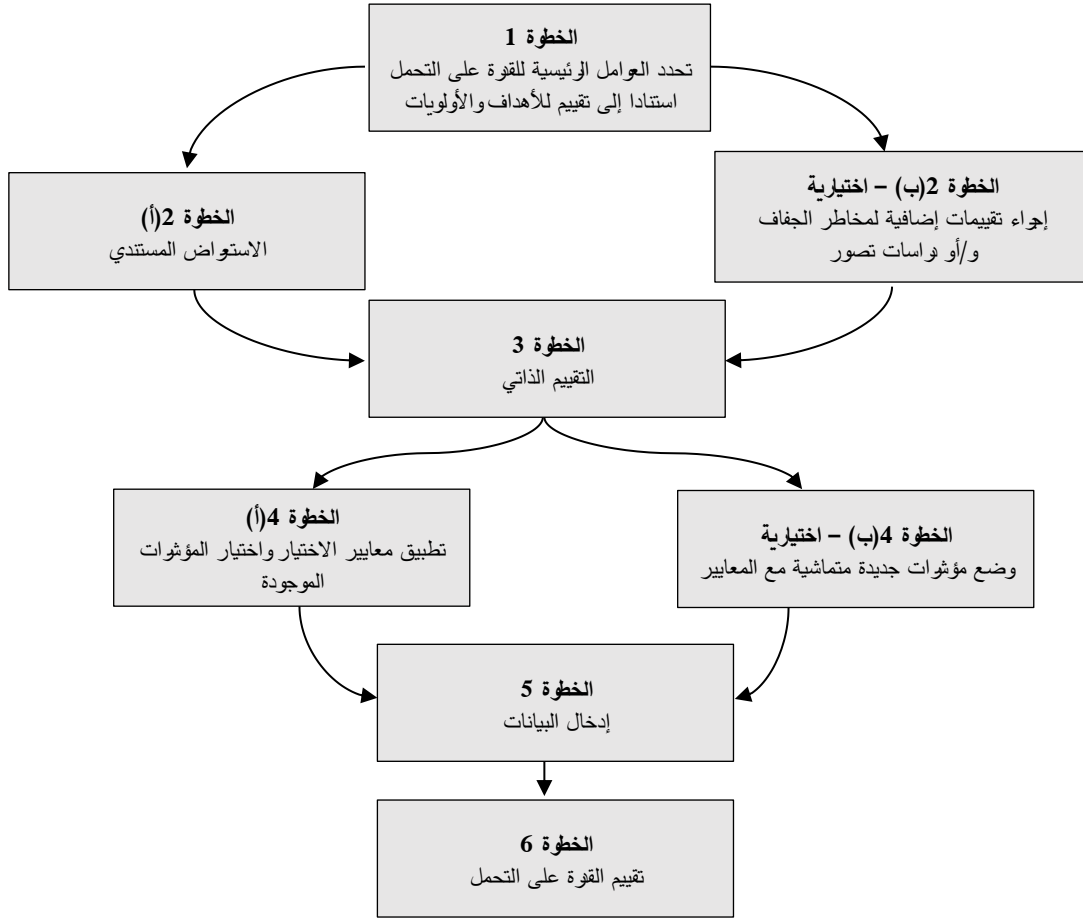 الخطوة 1
تحدد العوامل الرئيسية للقدرة على التحمل
استنادا إلى تقييم للأهداف والأولويات
الخطوة 2(أ)
الاستعراض المستندي
الخطوة 2(ب) – اختيارية
إجراء تقييمات إضافية لمخاطر الجفاف
و/أو دراسات تصور
الخطوة 3
التقييم الذاتي
الخطوة 4(أ)
تطبيق معايير الاختيار واختيار المؤشرات
الموجودة
الخطوة 4(ب) – اختيارية
وضع مؤشرات جديدة متماشية مع المعايير
الخطوة 5
إدخال البيانات
الخطوة 6
تقييم القدرة على التحمل